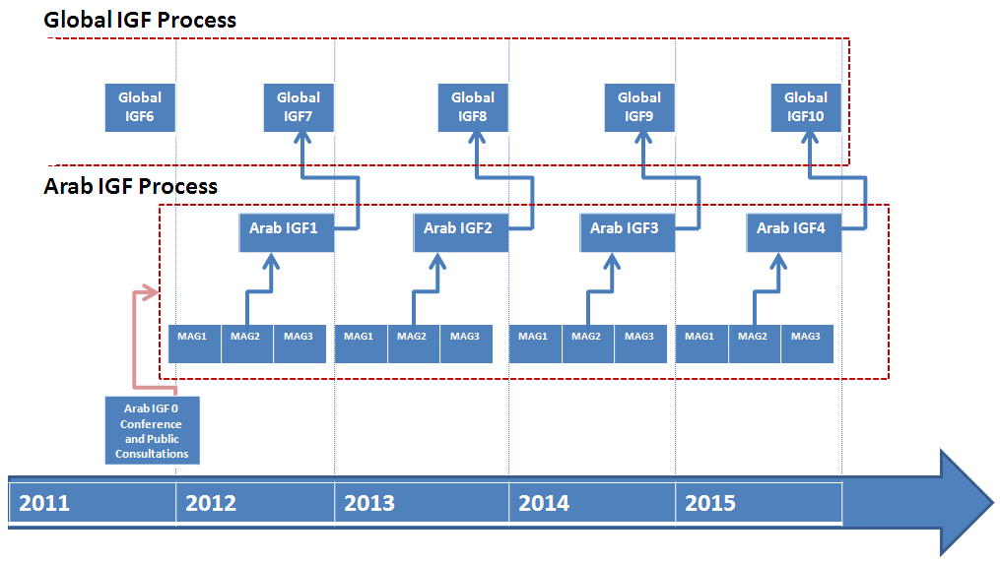 Global IGF Process
Global
IGF6
Global
IGF7
Global
IGF8
Global
IGF9
Global
IGF10
Arab IGF Process
Arab IGF1
Arab IGF2
Arab IGF3
Arab IGF4
MAG1
MAG2
MAG3
MAG1
MAG2
MAG3
MAG1
MAG2
MAG3
MAG1
MAG2
MAG3
Arab IGF 0
Conference
and Public
Consultations
2011
2012
2013
2014
2015